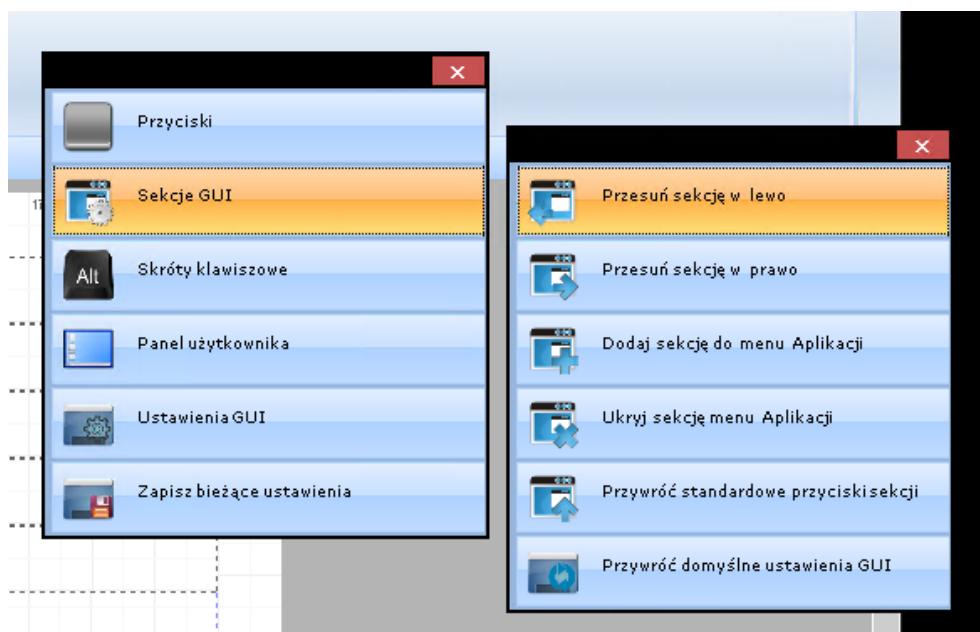 Przyciski
Sekcje GUI
Alt
Skróty klawiszowe
Panel użytkownika
Ustawienia GUI
Zapisz bieżące ustawienia
Przesuń sekcję w lewo
Przesuń sekcję w prawo
Dodaj sekcję do menu Aplikacji
Ukryj sekcję menu Aplikacji
Przywróć standardowe przyciski sekcji
Przywróć domyślne ustawienia GUI